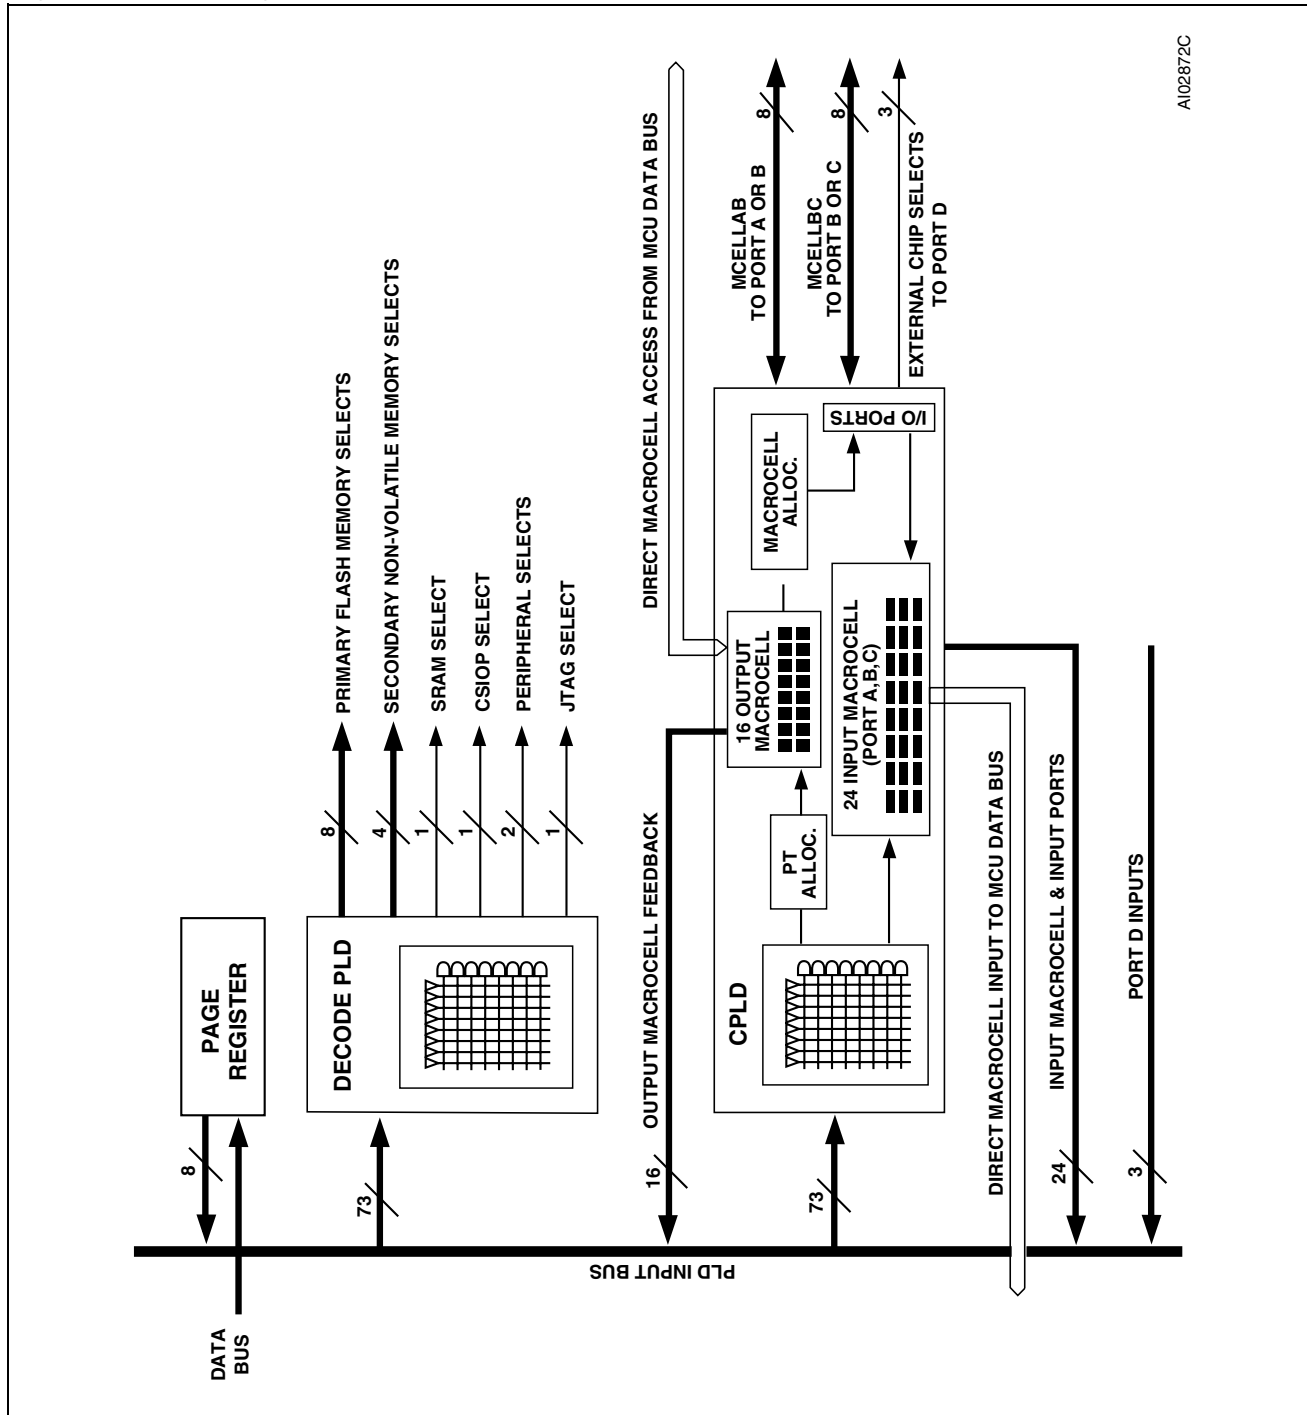 DATA
BUS
8
PAGE
REGISTER
73
DECODE PLD
8
PRIMARY FLASH MEMORY SELECTS
4
SECONDARY NON-VOLATILE MEMORY SELECTS
1
SRAM SELECT
1
CSIOP SELECT
2
PERIPHERAL SELECTS
1
JTAG SELECT
PLD INPUT BUS
16
OUTPUT MACROCELL FEEDBACK
DIRECT MACROCELL ACCESS FROM MCU DATA BUS
73
CPLD
PT
ALLOC.
16 OUTPUT
MACROCELL
MACROCELL
ALLOC.
24 INPUT MACROCELL
(PORT A,B,C)
I/O PORTS
MCELLAB
TO PORT A OR B
8
MCELLBC
TO PORT B OR C
8
EXTERNAL CHIP SELECTS
TO PORT D
3
DIRECT MACROCELL INPUT TO MCU DATA BUS
24
INPUT MACROCELL & INPUT PORTS
3
PORT D INPUTS
AI02872C